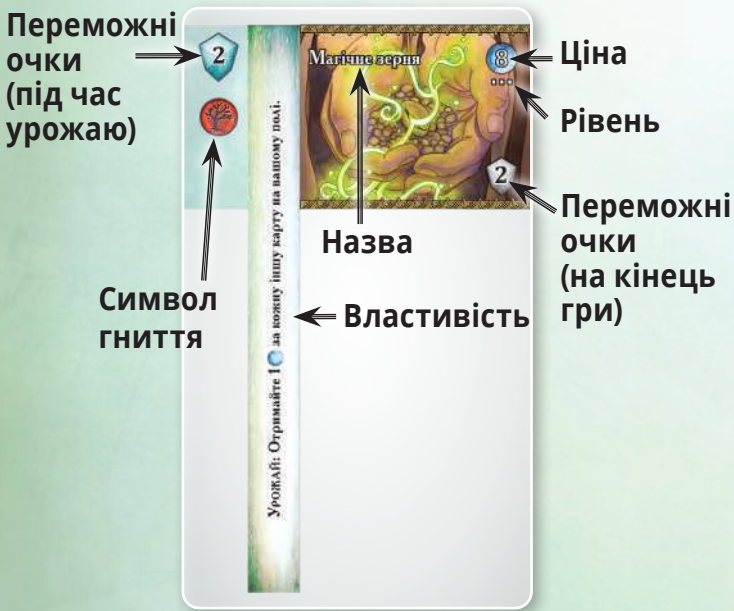 Переможні
очки
(під час
урожаю)
2
Магічне зерня
8
Ціна
Рівень
2
Переможні
очки
(на кінець
гри)
Назва
Символ
гниття
Властивість
Урожай: Отримайте 1 за кожну іншу карту на вашому полі.